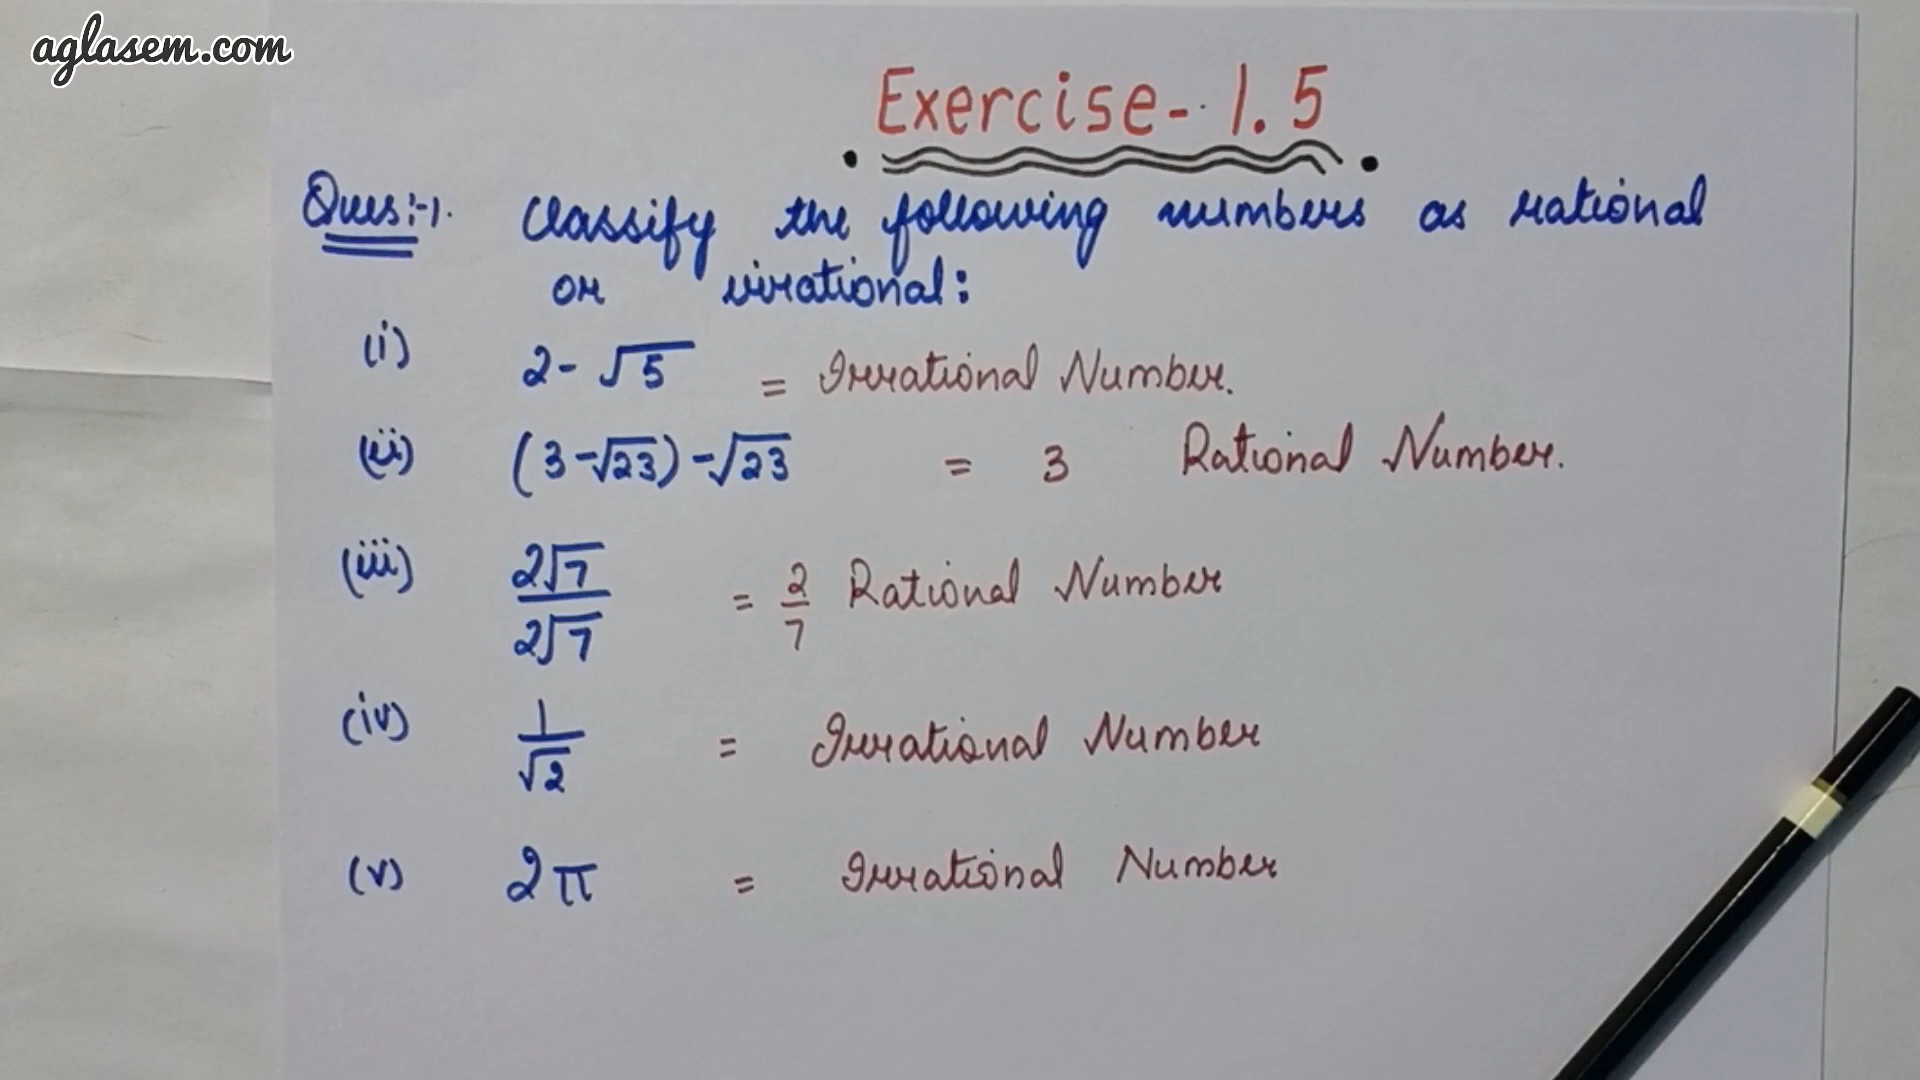 aglasem.com
Exercise-1.5
Ques:-1. Classify the following numbers as rational
or irrational:
(i) 2-√5 = Irrational Number.
(ii) (3-√23)-√23 = 3 Rational Number.
(iii) 2√7/2√7 = 2/7 Rational Number
(iv) 1/√2 = Irrational Number
(v) 2π = Irrational Number